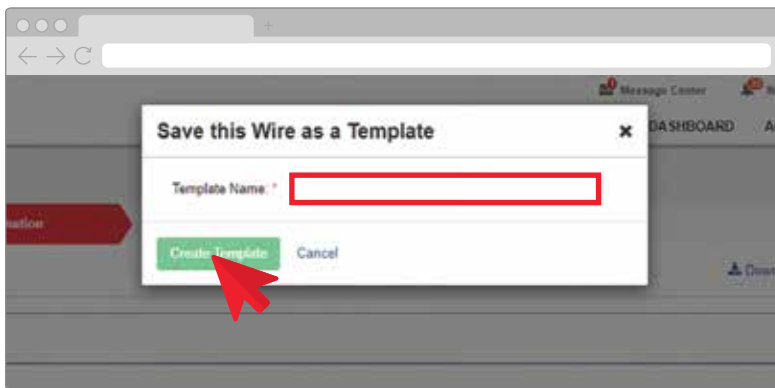 Message Center
DASHBOARD
Save this Wire as a Template
Template Name: *
Create Template
Cancel